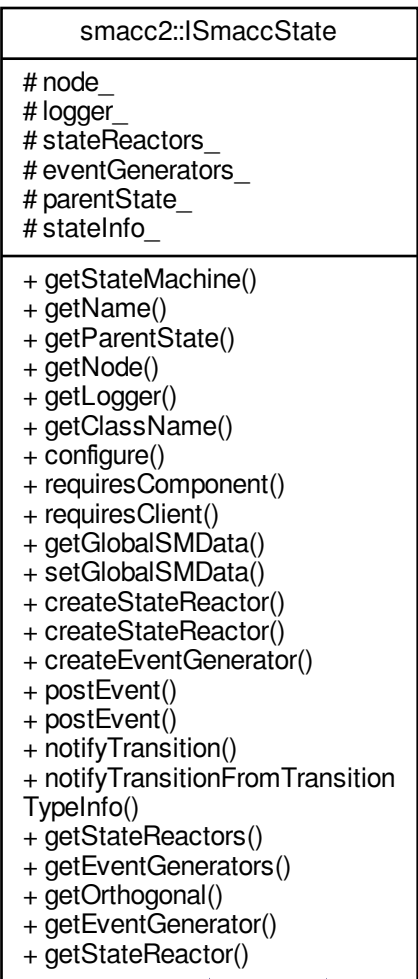 smacc2::ISmaccState
# node_
# logger_
# stateReactors_
# eventGenerators_
# parentState_
# stateInfo_
+ getStateMachine()
+ getName()
+ getParentState()
+ getNode()
+ getLogger()
+ getClassName()
+ configure()
+ requiresComponent()
+ requiresClient()
+ getGlobalSMData()
+ setGlobalSMData()
+ createStateReactor()
+ createStateReactor()
+ createEventGenerator()
+ postEvent()
+ postEvent()
+ notifyTransition()
+ notifyTransitionFromTransition
TypeInfo()
+ getStateReactors()
+ getEventGenerators()
+ getOrthogonal()
+ getEventGenerator()
+ getStateReactor()